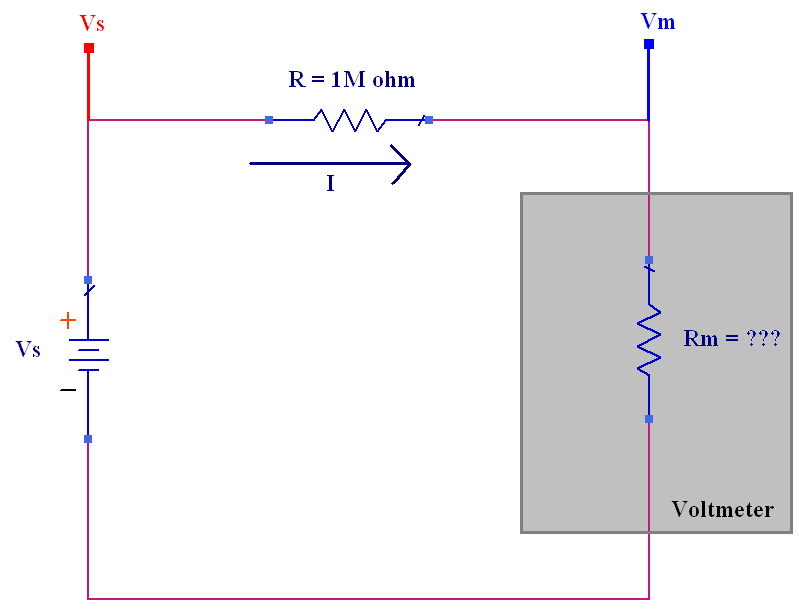 Vs
Vm
R = 1M ohm
I
+
Vs
Rm = ???
−
Voltmeter